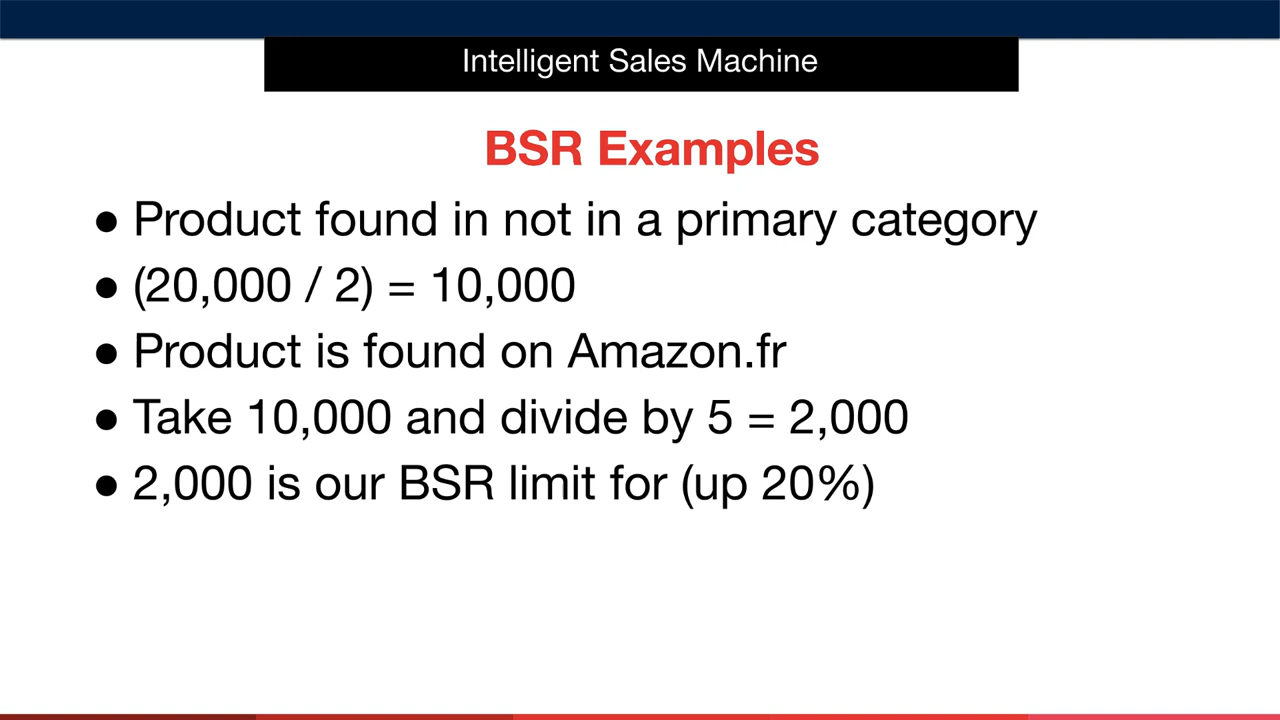 Intelligent Sales Machine
BSR Examples
● Product found in not in a primary category
● (20,000 / 2) = 10,000
● Product is found on Amazon.fr
● Take 10,000 and divide by 5 = 2,000
● 2,000 is our BSR limit for (up 20%)